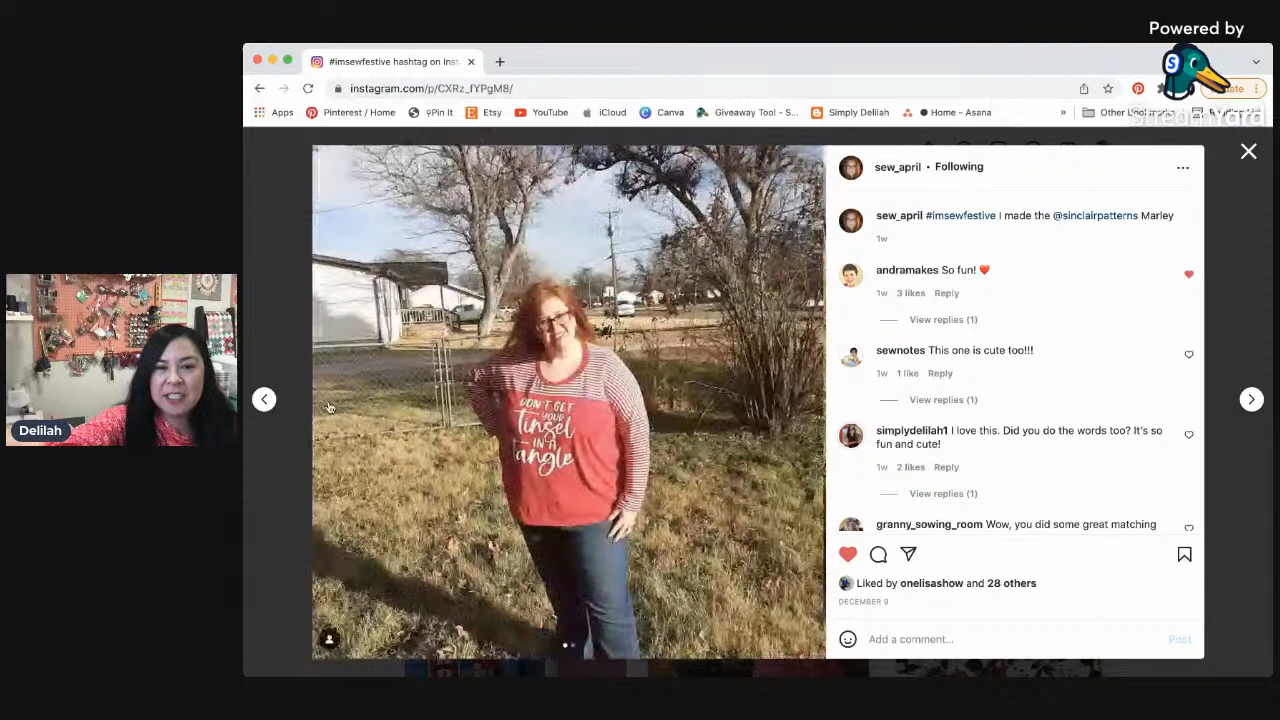 Powered by
StreamYard
#imsewfestive hashtag on Inst
instagram.com/p/CXRz_fYPgM8/
Apps
Pinterest / Home
Pin It
Etsy
YouTube
iCloud
Canva
Giveaway Tool - S...
Simply Delilah
Home - Asana
»
Other
sew_april • Following
sew_april #imsewfestive I made the @sinclairpatterns Marley
1w
andramakes So fun! ❤️
1w 3 likes Reply
View replies (1)
sewnotes This one is cute too!!!
1w 1 like Reply
View replies (1)
simplydelilah1 I love this. Did you do the words too? It's so
fun and cute!
1w 2 likes Reply
View replies (1)
granny_sowing_room Wow, you did some great matching
Liked by onelisashow and 28 others
DECEMBER 9
Add a comment...
Post
DON'T GET
YOUR
Tinsel
IN A
tangle
Delilah